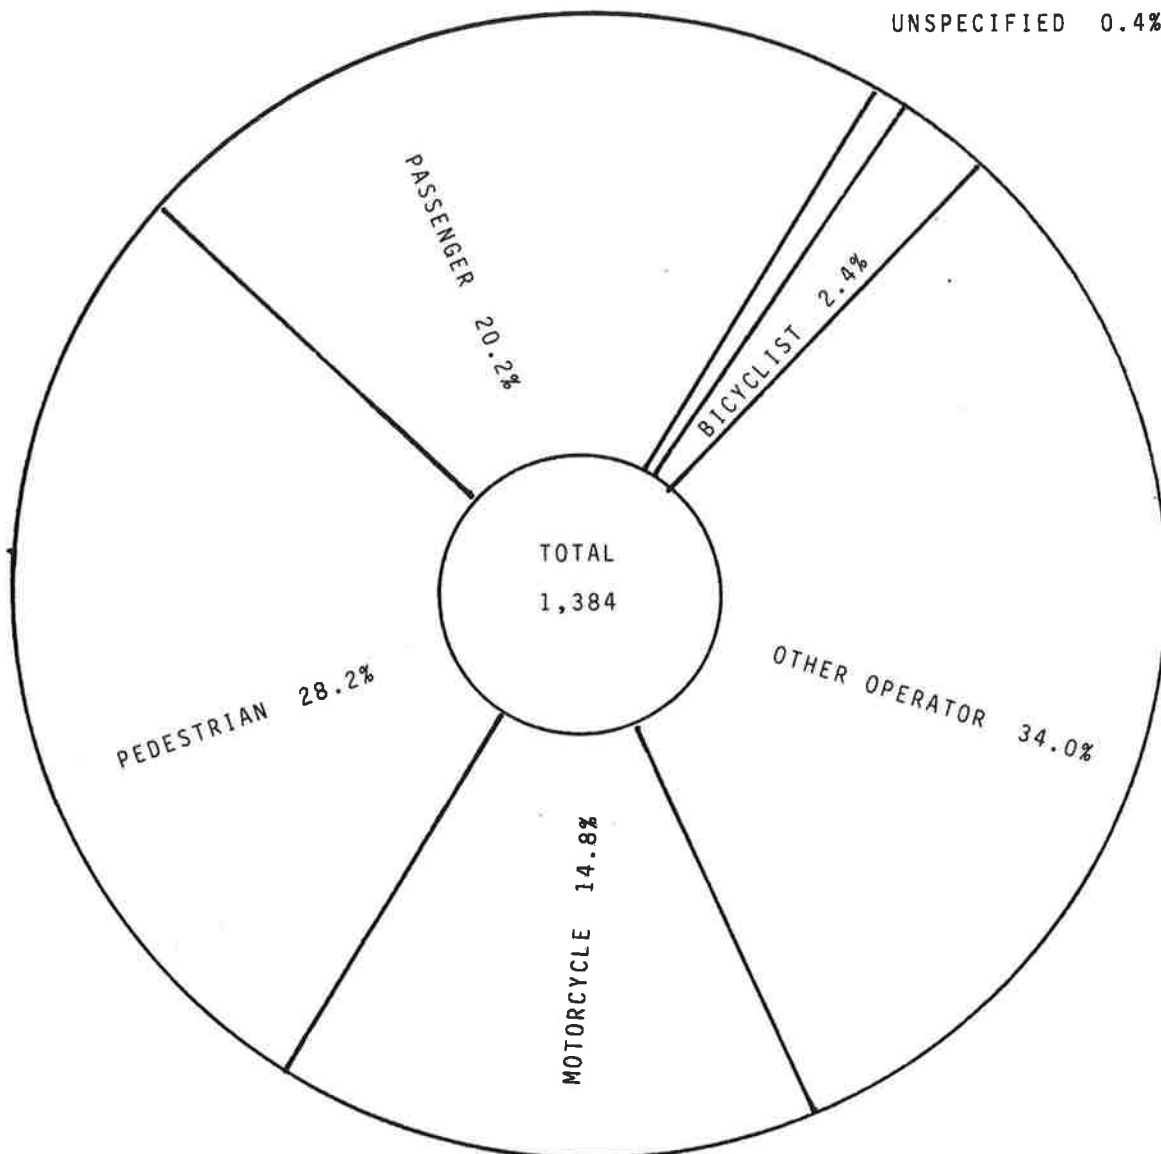 UNSPECIFIED 0.4%
PASSENGER 20.2%
BICYCLIST 2.4%
TOTAL
1,384
OTHER OPERATOR 34.0%
PEDESTRIAN 28.2%
MOTORCYCLE 14.8%